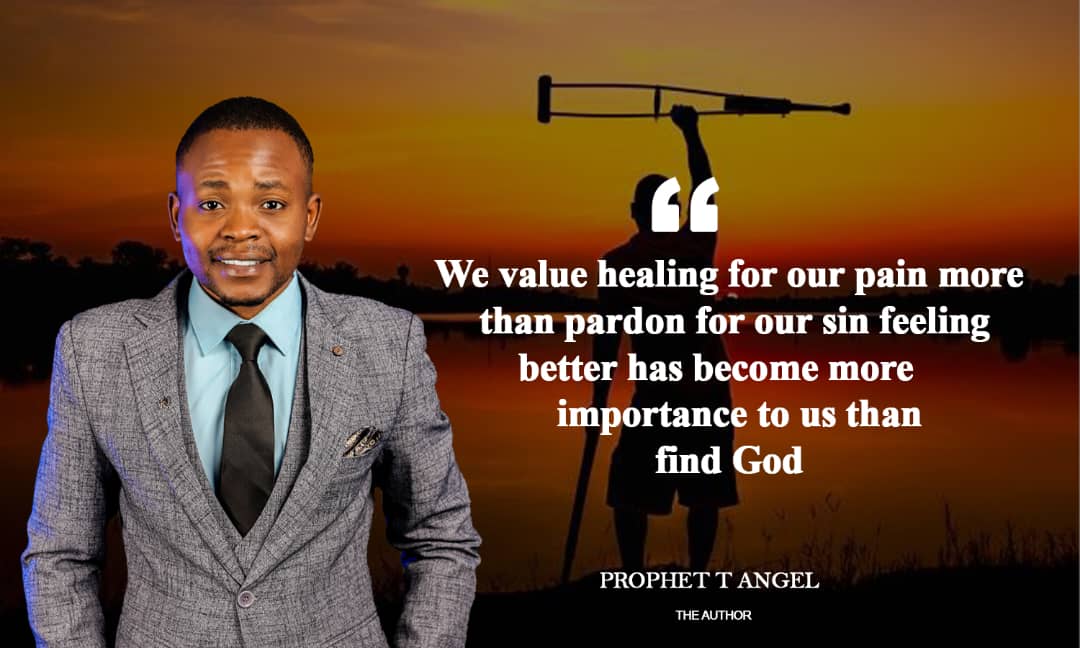 “
We value healing for our pain more
than pardon for our sin feeling
better has become more
importance to us than
find God
PROPHET T ANGEL
THE AUTHOR